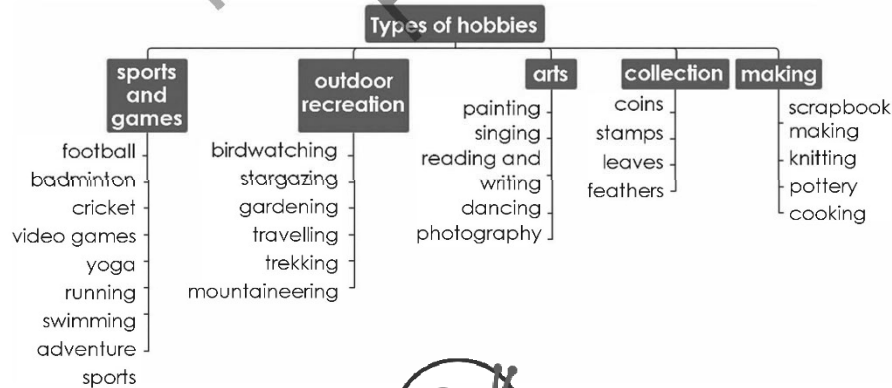 Types of hobbies
sports
and
games
football
badminton
cricket
video games
yoga
running
swimming
adventure
sports
outdoor
recreation
birdwatching
stargazing
gardening
travelling
trekking
mountaineering
arts
painting
singing
reading and
writing
dancing
photography
collection
coins
stamps
leaves
feathers
making
scrapbook
making
knitting
pottery
cooking